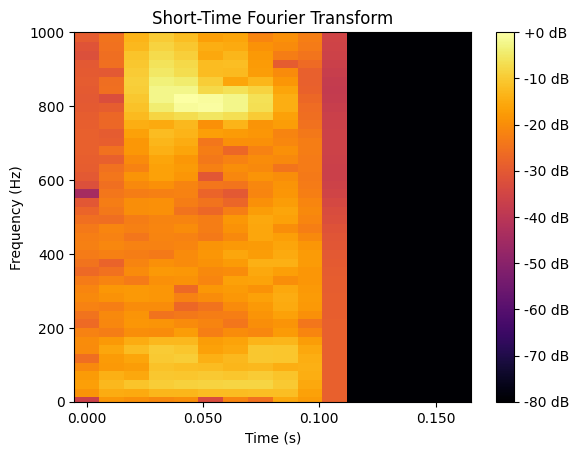 Short-Time Fourier Transform
Frequency (Hz)
1000
800
600
400
200
0
0.000
0.050
0.100
0.150
Time (s)
+0 dB
-10 dB
-20 dB
-30 dB
-40 dB
-50 dB
-60 dB
-70 dB
-80 dB